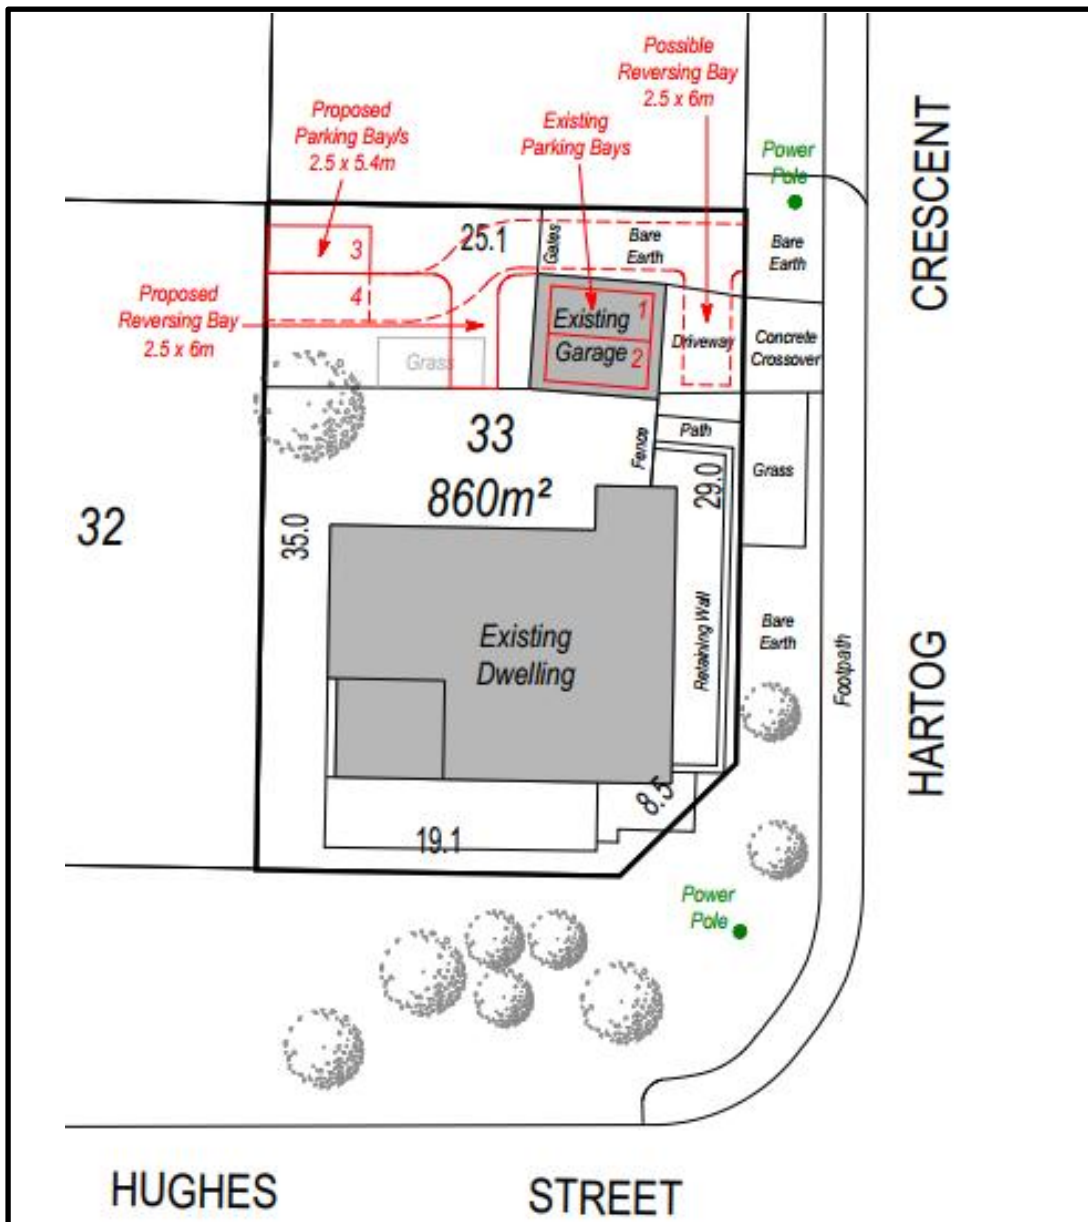 Possible
Reversing Bay
2.5 x 6m
Proposed
Parking Bay/s
2.5 x 5.4m
Existing
Parking Bays
Power
Pole
CRESCENT
3
25.1
Gates
Bare
Earth
Bare
Earth
4
Proposed
Reversing Bay
2.5 x 6m
Existing 1
Garage 2
Driveway
Concrete
Crossover
Grass
33
860m²
Fence
Path
29.0
Grass
32
35.0
Existing
Dwelling
Retaining Wall
Bare
Earth
Footpath
HARTOG
8.5
19.1
Power
Pole
HUGHES STREET